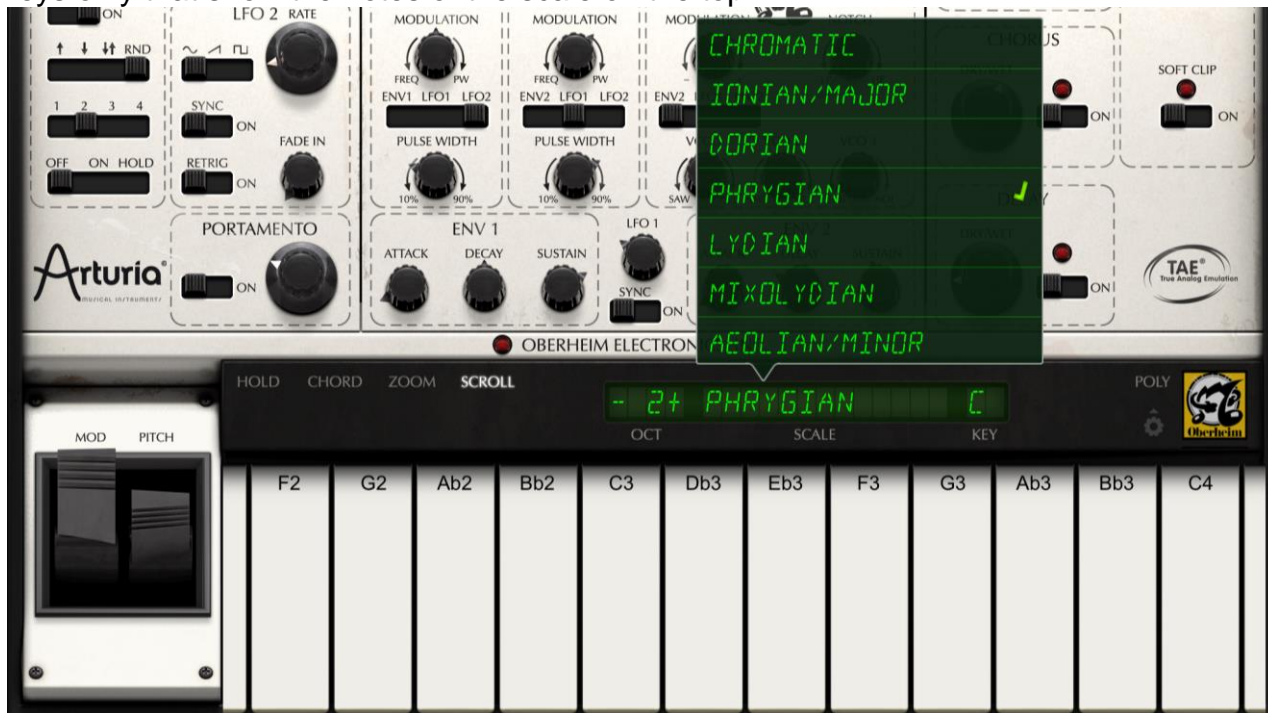 LFO 2 RATE
ON
MODULATION MODULATION
CHROMATIC
CHORUS
↑ ↓ ↓↑ RND
FREQ PW FREQ PW
SOFT CLIP
ENV1 LFO1 LFO2 ENV2 LFO1 LFO2 ENV2
IONIAN/MAJOR
1 2 3 4 SYNC
ON ON ON
FADE IN PULSE WIDTH PULSE WIDTH
DORIAN
OFF ON HOLD RETRIG
ON
10% 90% 10% 90% SAW
PHRYGIAN
PORTAMENTO ENV 1 LFO 1
ATTACK DECAY SUSTAIN
LYDIAN
Arturia®
MUSICAL INSTRUMENTS
ON
SYNC
ON
MIXOLYDIAN
ON
TAE®
True Analog Emulation
AEOLIAN/MINOR
OBERHEIM ELECTRON
HOLD CHORD ZOOM SCROLL
- 2+ PHRYGIAN C
OCT SCALE KEY
POLY
Oberheim
MOD PITCH
F2 G2 Ab2 Bb2 C3 Db3 Eb3 F3 G3 Ab3 Bb3 C4